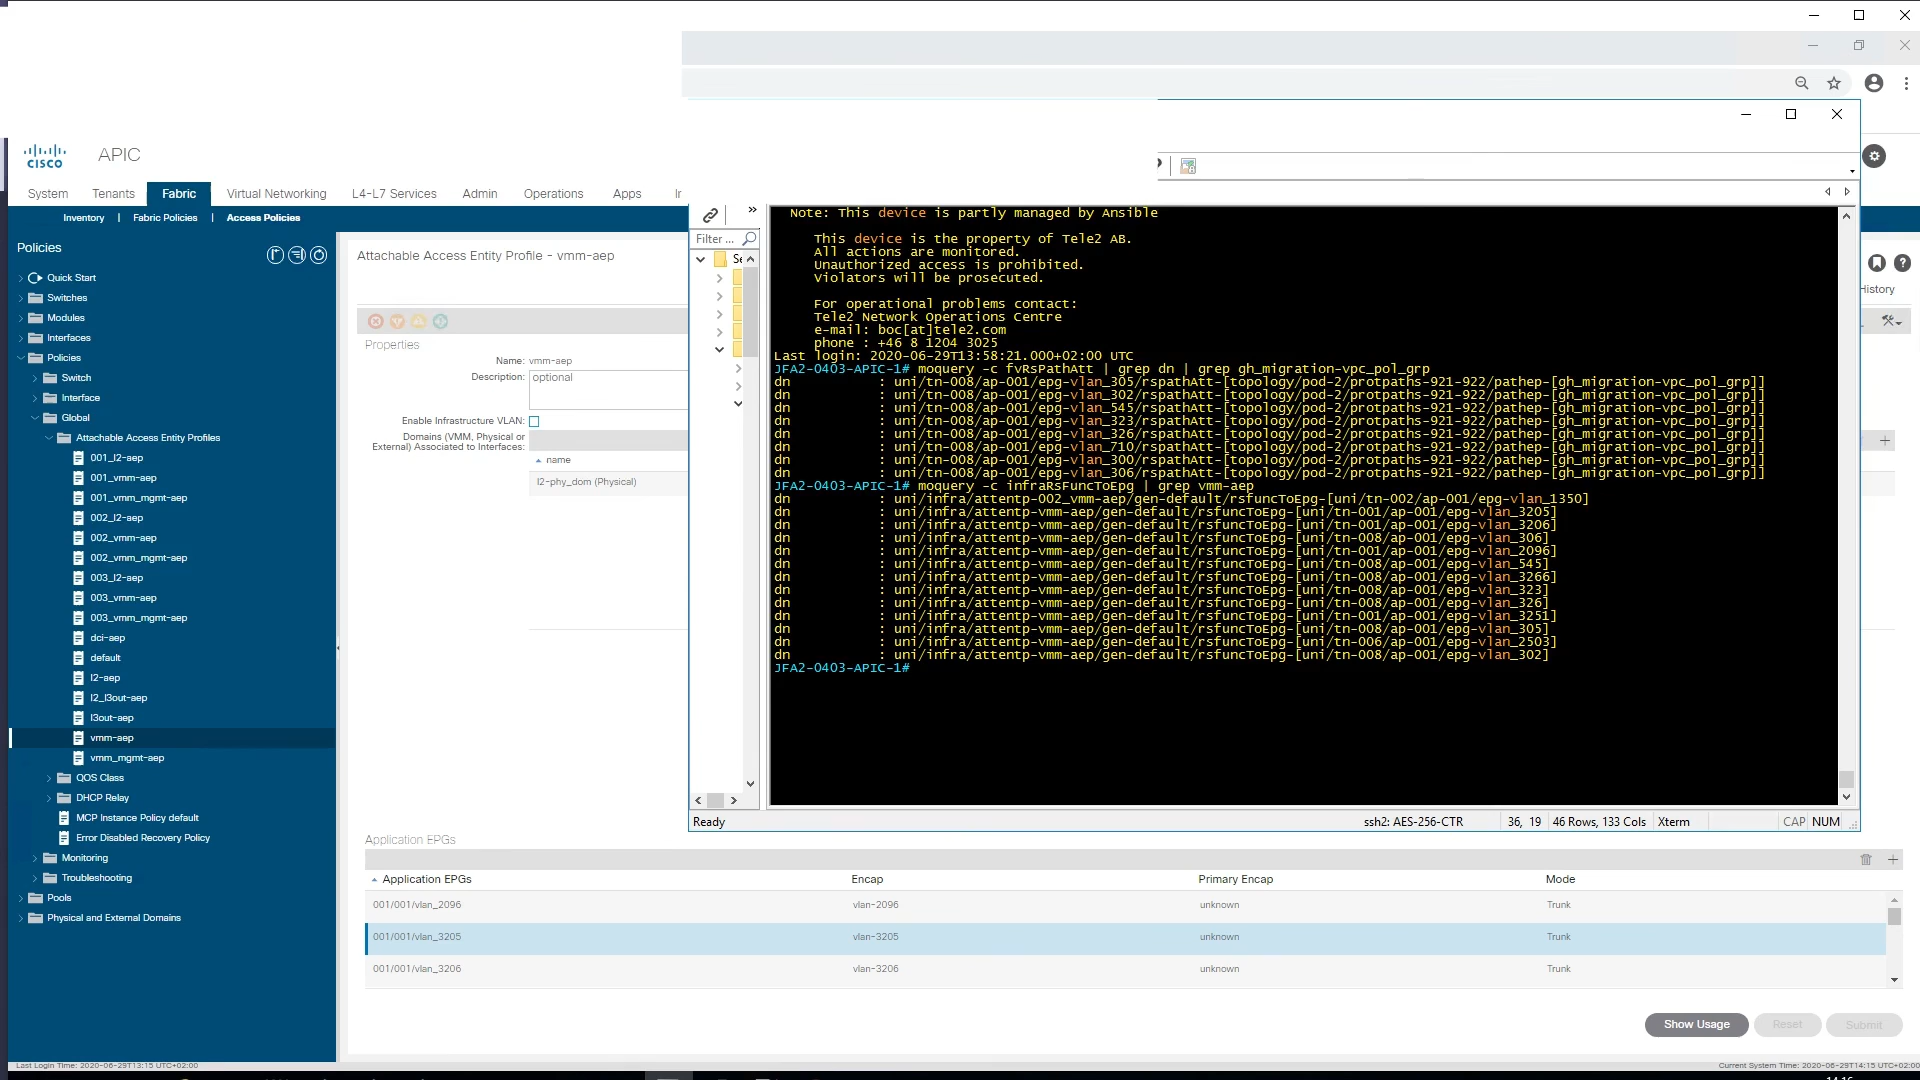 CISCO
APIC
System Tenants Fabric Virtual Networking L4-L7 Services Admin Operations Apps
Inventory | Fabric Policies | Access Policies
Policies
Quick Start
Switches
Modules
Interfaces
Policies
Switch
Interface
Global
Attachable Access Entity Profiles
001_l2-aep
001_vmm-aep
001_vmm_mgmt-aep
002_l2-aep
002_vmm-aep
002_vmm_mgmt-aep
003_l2-aep
003_vmm-aep
003_vmm_mgmt-aep
dci-aep
default
l2-aep
l2_l3out-aep
l3out-aep
vmm-aep
vmm_mgmt-aep
QOS Class
DHCP Relay
MCP Instance Policy default
Error Disabled Recovery Policy
Monitoring
Troubleshooting
Pools
Physical and External Domains
Last Login Time: 2020-06-29T13:15 UTC+02:00
Attachable Access Entity Profile - vmm-aep
Properties
Name: vmm-aep
Description: optional
Enable Infrastructure VLAN:
Domains (VMM, Physical or
External) Associated to Interfaces:
name
l2-phy_dom (Physical)
Filter ...
Note: This device is partly managed by Ansible
This device is the property of Tele2 AB.
All actions are monitored.
Unauthorized access is prohibited.
Violators will be prosecuted.
For operational problems contact:
Tele2 Network Operations Centre
e-mail: boc[at]tele2.com
phone : +46 8 1204 3025
Last login: 2020-06-29T13:58:21.000+02:00 UTC
JFA2-0403-APIC-1# moquery -c fvRsPathAtt | grep dn | grep gh_migration-vpc_pol_grp
dn : uni/tn-008/ap-001/epg-vlan_305/rspathAtt-[topology/pod-2/protpaths-921-922/pathep-[gh_migration-vpc_pol_grp]]
dn : uni/tn-008/ap-001/epg-vlan_302/rspathAtt-[topology/pod-2/protpaths-921-922/pathep-[gh_migration-vpc_pol_grp]]
dn : uni/tn-008/ap-001/epg-vlan_545/rspathAtt-[topology/pod-2/protpaths-921-922/pathep-[gh_migration-vpc_pol_grp]]
dn : uni/tn-008/ap-001/epg-vlan_323/rspathAtt-[topology/pod-2/protpaths-921-922/pathep-[gh_migration-vpc_pol_grp]]
dn : uni/tn-008/ap-001/epg-vlan_326/rspathAtt-[topology/pod-2/protpaths-921-922/pathep-[gh_migration-vpc_pol_grp]]
dn : uni/tn-008/ap-001/epg-vlan_710/rspathAtt-[topology/pod-2/protpaths-921-922/pathep-[gh_migration-vpc_pol_grp]]
dn : uni/tn-008/ap-001/epg-vlan_300/rspathAtt-[topology/pod-2/protpaths-921-922/pathep-[gh_migration-vpc_pol_grp]]
dn : uni/tn-008/ap-001/epg-vlan_306/rspathAtt-[topology/pod-2/protpaths-921-922/pathep-[gh_migration-vpc_pol_grp]]
JFA2-0403-APIC-1# moquery -c infraRsFuncToEpg | grep vmm-aep
dn : uni/infra/attentp-002_vmm-aep/gen-default/rsfuncToEpg-[uni/tn-002/ap-001/epg-vlan_1350]
dn : uni/infra/attentp-vmm-aep/gen-default/rsfuncToEpg-[uni/tn-001/ap-001/epg-vlan_3205]
dn : uni/infra/attentp-vmm-aep/gen-default/rsfuncToEpg-[uni/tn-001/ap-001/epg-vlan_3206]
dn : uni/infra/attentp-vmm-aep/gen-default/rsfuncToEpg-[uni/tn-008/ap-001/epg-vlan_306]
dn : uni/infra/attentp-vmm-aep/gen-default/rsfuncToEpg-[uni/tn-001/ap-001/epg-vlan_2096]
dn : uni/infra/attentp-vmm-aep/gen-default/rsfuncToEpg-[uni/tn-008/ap-001/epg-vlan_545]
dn : uni/infra/attentp-vmm-aep/gen-default/rsfuncToEpg-[uni/tn-008/ap-001/epg-vlan_3266]
dn : uni/infra/attentp-vmm-aep/gen-default/rsfuncToEpg-[uni/tn-008/ap-001/epg-vlan_323]
dn : uni/infra/attentp-vmm-aep/gen-default/rsfuncToEpg-[uni/tn-008/ap-001/epg-vlan_326]
dn : uni/infra/attentp-vmm-aep/gen-default/rsfuncToEpg-[uni/tn-001/ap-001/epg-vlan_3251]
dn : uni/infra/attentp-vmm-aep/gen-default/rsfuncToEpg-[uni/tn-008/ap-001/epg-vlan_305]
dn : uni/infra/attentp-vmm-aep/gen-default/rsfuncToEpg-[uni/tn-006/ap-001/epg-vlan_2503]
dn : uni/infra/attentp-vmm-aep/gen-default/rsfuncToEpg-[uni/tn-008/ap-001/epg-vlan_302]
JFA2-0403-APIC-1#
Ready ssh2: AES-256-CTR 36, 19 46 Rows, 133 Cols Xterm CAP NUM
History
Application EPGs
Application EPGs Encap Primary Encap Mode
001/001/vlan_2096 vlan-2096 unknown Trunk
001/001/vlan_3205 vlan-3205 unknown Trunk
001/001/vlan_3206 vlan-3206 unknown Trunk
Show Usage Reset Submit
Current System Time: 2020-06-29T14:15 UTC+02:00